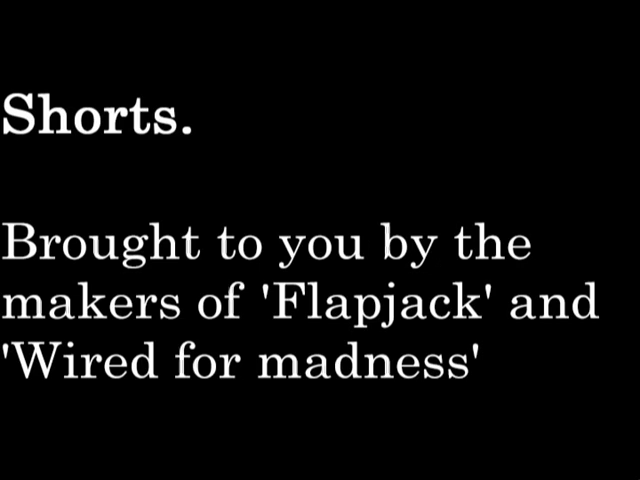 Shorts.
Brought to you by the
makers of 'Flapjack' and
'Wired for madness'